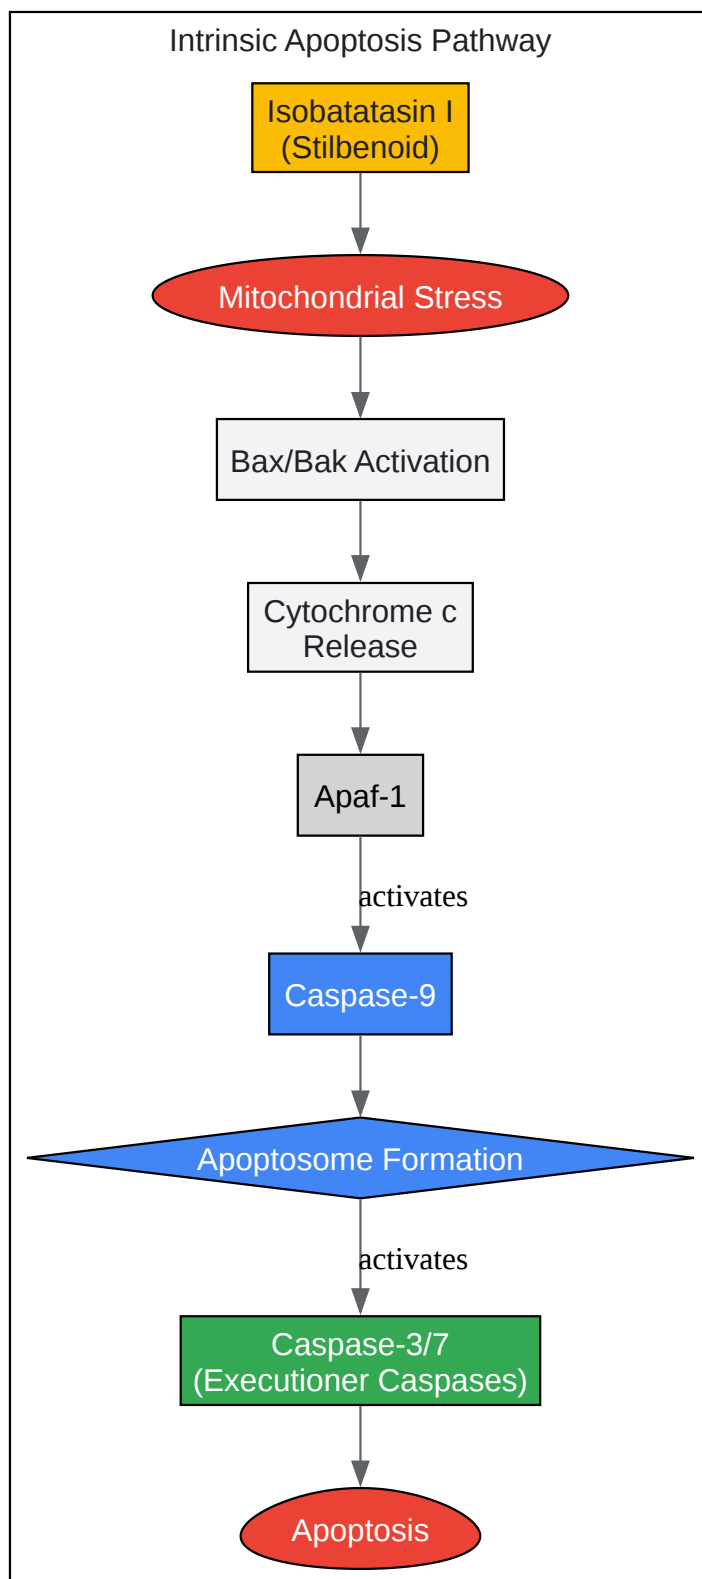 Intrinsic Apoptosis Pathway
Isobatatasin I
(Stilbenoid)
Mitochondrial Stress
Bax/Bak Activation
Cytochrome c
Release
Apaf-1
activates
Caspase-9
Apoptosome Formation
activates
Caspase-3/7
(Executioner Caspases)
Apoptosis